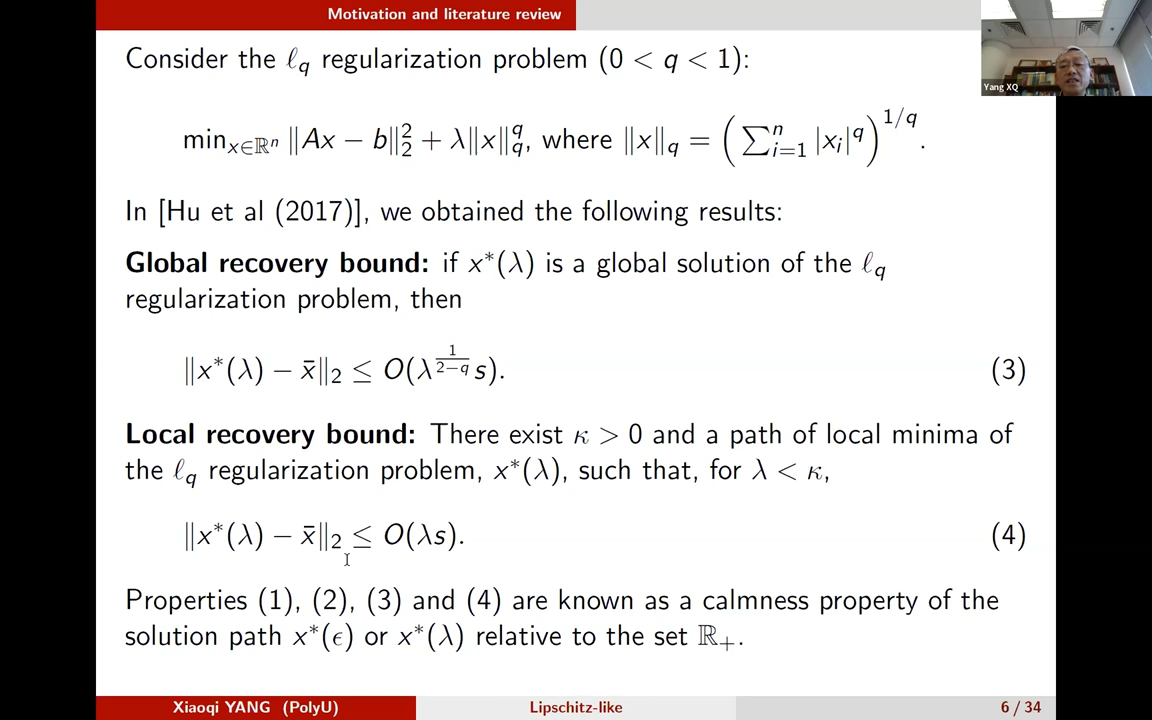 Motivation and literature review
Yang XQ
Consider the ℓ_q regularization problem (0 < q < 1):
min_{x∈ℝ^n} ‖Ax − b‖_2^2 + λ‖x‖_q^q, where ‖x‖_q = (∑_{i=1}^n |x_i|^q)^{1/q}.
In [Hu et al (2017)], we obtained the following results:
Global recovery bound: if x*(λ) is a global solution of the ℓ_q
regularization problem, then
‖x*(λ) − x̄‖_2 ≤ O(λ^{1/(2−q)} s). (3)
Local recovery bound: There exist κ > 0 and a path of local minima of
the ℓ_q regularization problem, x*(λ), such that, for λ < κ,
‖x*(λ) − x̄‖_2 ≤ O(λs). (4)
Properties (1), (2), (3) and (4) are known as a calmness property of the
solution path x*(ϵ) or x*(λ) relative to the set ℝ_+.
Xiaoqi YANG (PolyU) Lipschitz-like 6 / 34